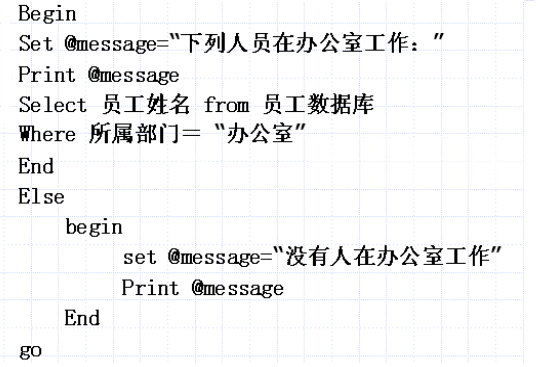 Begin
Set @message=“下列人员在办公室工作：”
Print @message
Select 员工姓名 from 员工数据库
Where 所属部门＝ “办公室”
End
Else
begin
set @message=“没有人在办公室工作”
Print @message
End
go